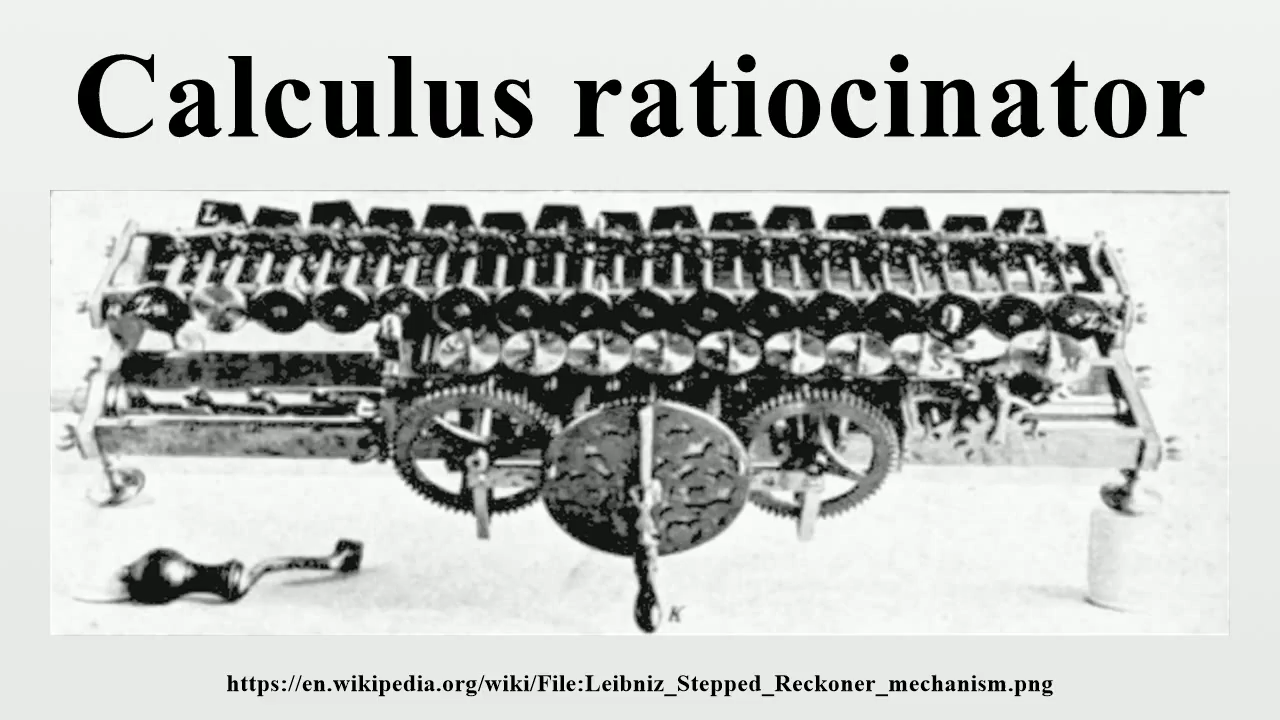 Calculus ratiocinator
L L
K
https://en.wikipedia.org/wiki/File:Leibniz_Stepped_Reckoner_mechanism.png